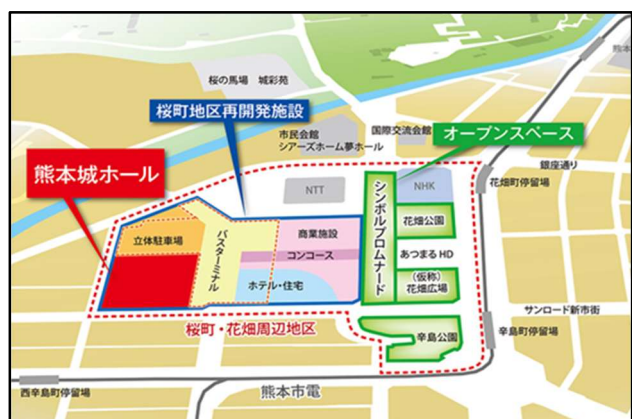 熊本
桜の馬場 城彩苑
桜町地区再開発施設
市民会館
シアーズホーム夢ホール
国際交流会館
オープンスペース
熊本城ホール
銀座通り
花畑町停留場
NTT
シンボルプロムナード
NHK
花畑公園
立体駐車場
バスターミナル
商業施設
コンコース
あつまるHD
ホテル・住宅
(仮称)
花畑広場
サンロード新市街
桜町・花畑周辺地区
辛島公園
辛島町停留場
西辛島町停留場
熊本市電